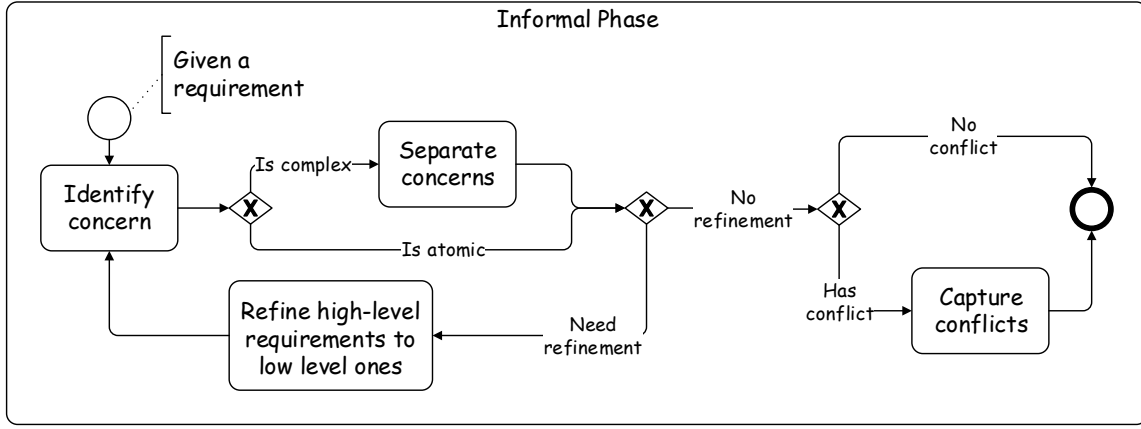 Informal Phase
Given a
requirement
Identify
concern
X
Is complex
Separate
concerns
Is atomic
X
No
refinement
Need
refinement
Refine high-level
requirements to
low level ones
X
No
conflict
Has
conflict
Capture
conflicts